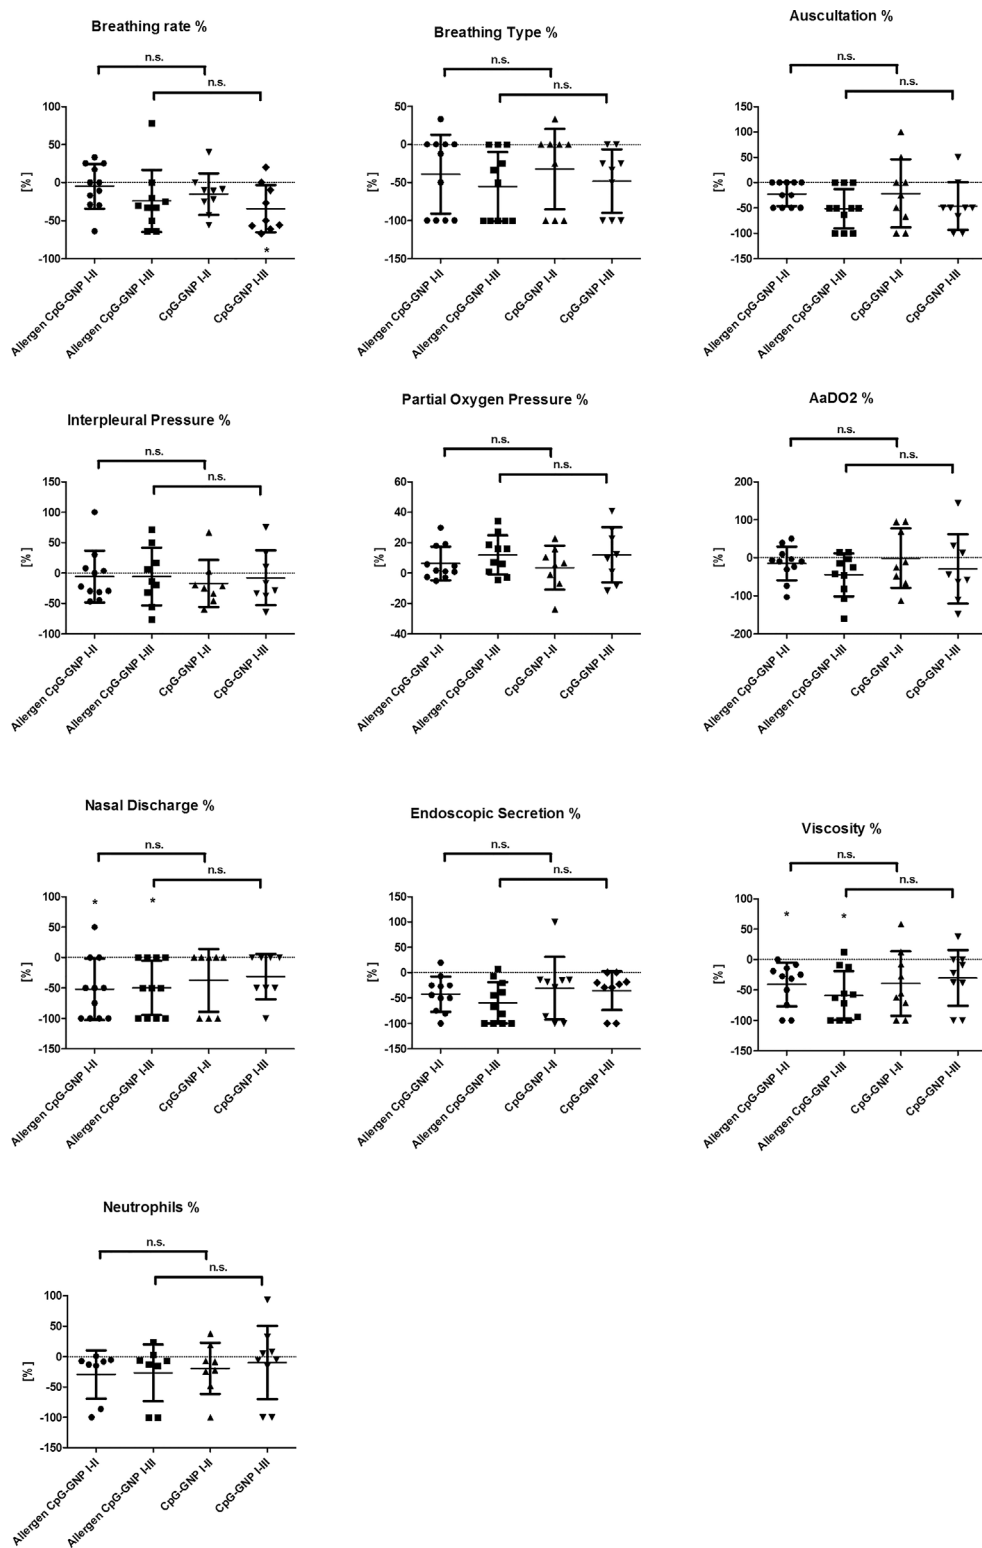 Breathing rate %
n.s.
n.s.
100
50
0
-50
-100
[% ]
*
Allergen CpG-GNP I-II
Allergen CpG-GNP I-III
CpG-GNP I-II
CpG-GNP I-III
Breathing Type %
n.s.
n.s.
50
0
-50
-100
-150
[% ]
Allergen CpG-GNP I-II
Allergen CpG-GNP I-III
CpG-GNP I-II
CpG-GNP I-III
Auscultation %
n.s.
n.s.
150
100
50
0
-50
-100
-150
[% ]
Allergen CpG-GNP I-II
Allergen CpG-GNP I-III
CpG-GNP I-II
CpG-GNP I-III
Interpleural Pressure %
n.s.
n.s.
150
100
50
0
-50
-100
[% ]
Allergen CpG-GNP I-II
Allergen CpG-GNP I-III
CpG-GNP I-II
CpG-GNP I-III
Partial Oxygen Pressure %
n.s.
n.s.
60
40
20
0
-20
-40
[% ]
Allergen CpG-GNP I-II
Allergen CpG-GNP I-III
CpG-GNP I-II
CpG-GNP I-III
AaDO2 %
n.s.
n.s.
200
100
0
-100
-200
[% ]
Allergen CpG-GNP I-II
Allergen CpG-GNP I-III
CpG-GNP I-II
CpG-GNP I-III
Nasal Discharge %
n.s.
n.s.
100
50
0
-50
-100
-150
[% ]
*
*
Allergen CpG-GNP I-II
Allergen CpG-GNP I-III
CpG-GNP I-II
CpG-GNP I-III
Endoscopic Secretion %
n.s.
n.s.
150
100
50
0
-50
-100
-150
[% ]
Allergen CpG-GNP I-II
Allergen CpG-GNP I-III
CpG-GNP I-II
CpG-GNP I-III
Viscosity %
n.s.
n.s.
100
50
0
-50
-100
-150
[% ]
*
*
Allergen CpG-GNP I-II
Allergen CpG-GNP I-III
CpG-GNP I-II
CpG-GNP I-III
Neutrophils %
n.s.
n.s.
100
50
0
-50
-100
-150
[% ]
Allergen CpG-GNP I-II
Allergen CpG-GNP I-III
CpG-GNP I-II
CpG-GNP I-III